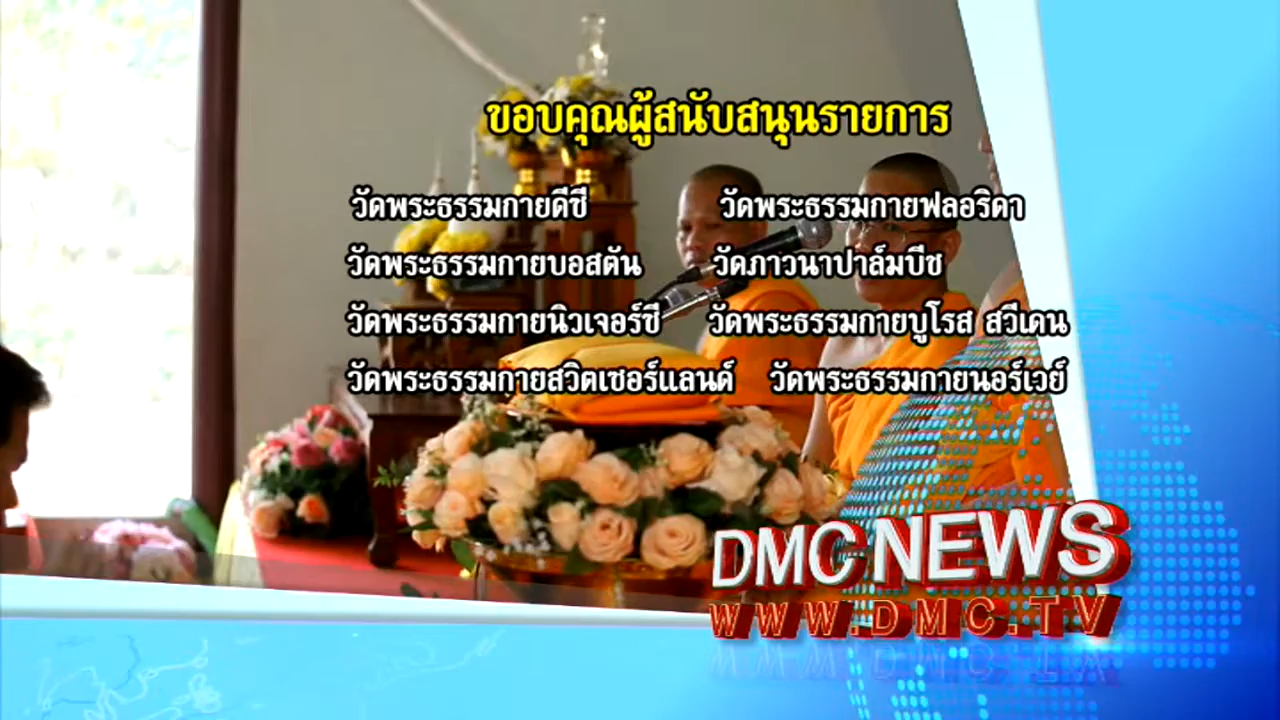 ขอบคุณผู้สนับสนุนรายการ
วัดพระธรรมกายดีซี วัดพระธรรมกายฟลอริดา
วัดพระธรรมกายบอสตัน วัดภาวนาปาล์มบีช
วัดพระธรรมกายนิวเจอร์ซี วัดพระธรรมกายบูโรส สวีเดน
วัดพระธรรมกายสวิตเซอร์แลนด์ วัดพระธรรมกายนอร์เวย์
DMC NEWS
WWW.DMC.TV